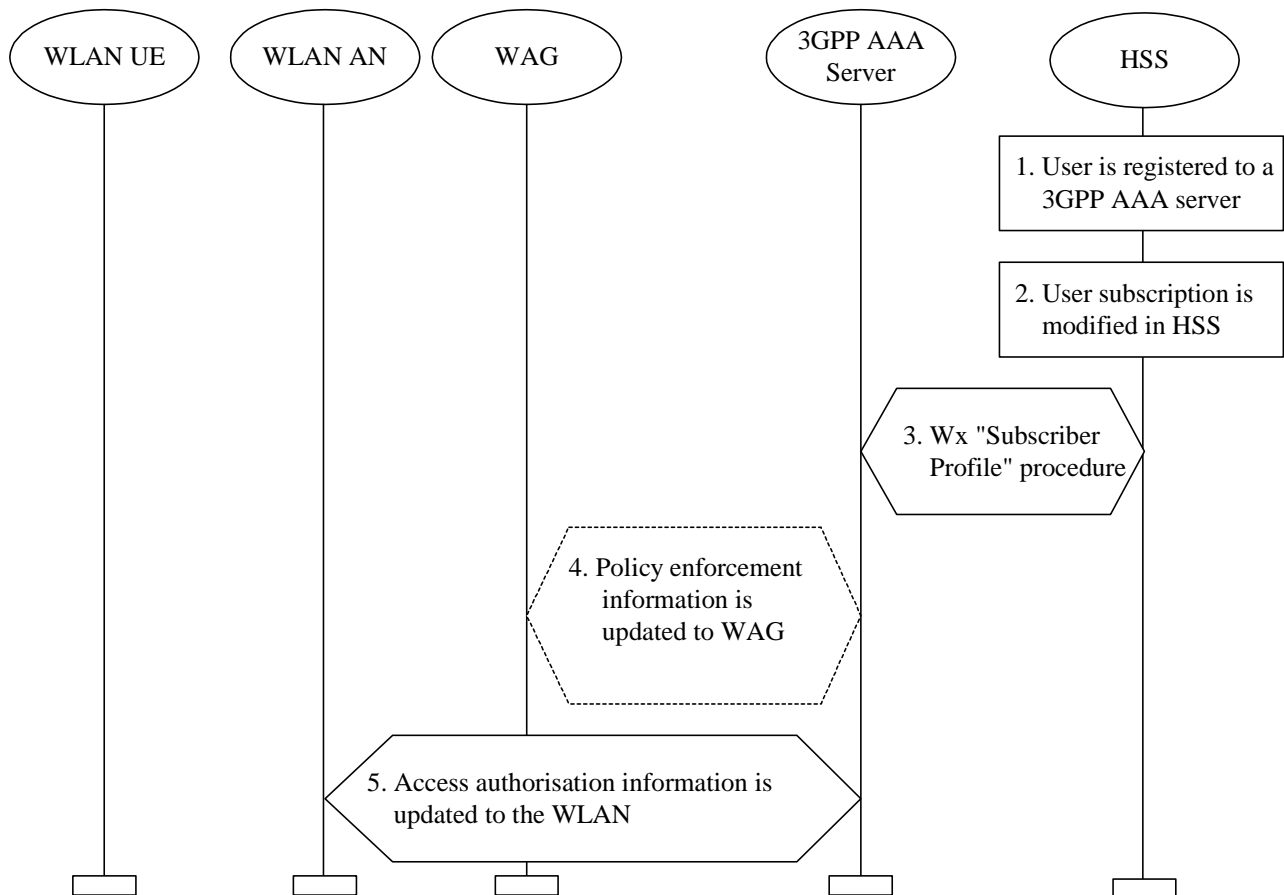 WLAN UE
WLAN AN
WAG
3GPP AAA
Server
HSS
1. User is registered to a
3GPP AAA server
2. User subscription is
modified in HSS
3. Wx "Subscriber
Profile" procedure
4. Policy enforcement
information is
updated to WAG
5. Access authorisation information is
updated to the WLAN